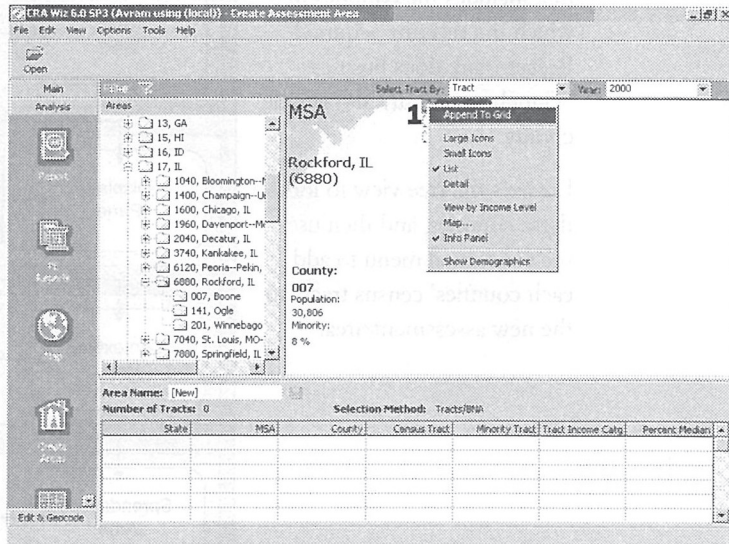 CRA Wiz 6.0 SP3 (Avram using (local)) - Create Assessment Area
File Edit View Options Tools Help
Open
Main
Analysis
Report
Reports
Map
Create Areas
Edit & Geocode
Select Tract By: Tract
Year: 2000
Areas
13, GA
15, HI
16, ID
17, IL
1040, Bloomington--N
1400, Champaign--U
1600, Chicago, IL
1960, Davenport--M
2040, Decatur, IL
3740, Kankakee, IL
6120, Peoria--Pekin,
6880, Rockford, IL
007, Boone
141, Ogle
201, Winnebago
7040, St. Louis, MO-
7880, Springfield, IL
MSA
Rockford, IL
(6880)
County:
007
Population:
30,806
Minority:
8 %
1
Append To Grid
Large Icons
Small Icons
List
Detail
View by Income Level
Map...
Info Panel
Show Demographics
Area Name: [New]
Number of Tracts: 0
Selection Method: Tracts/BNA
State MSA County Census Tract Minority Tract Tract Income Catg Percent Median